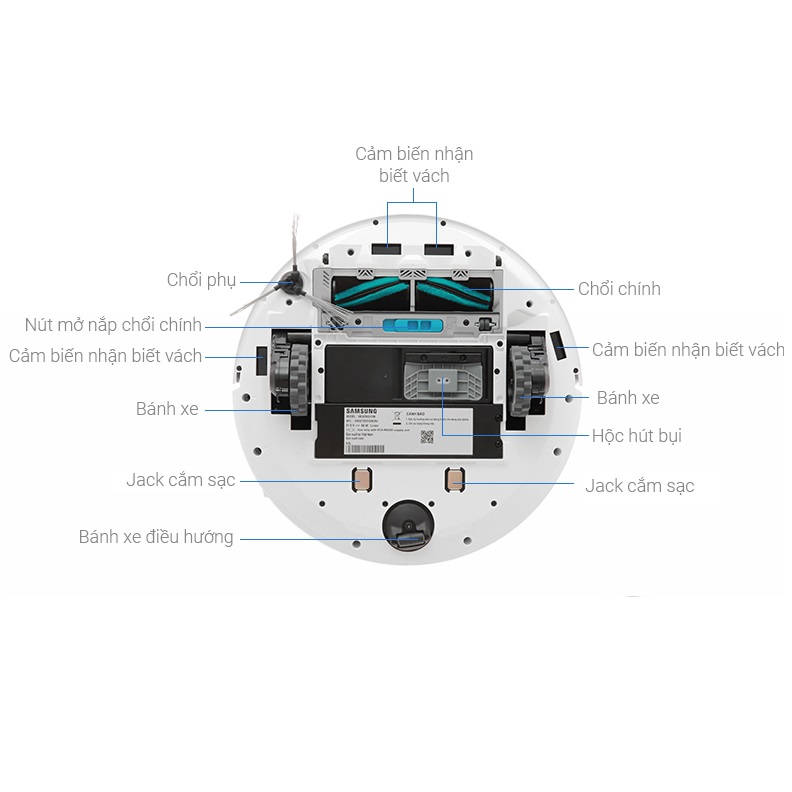 Cảm biến nhận
biết vách
Chổi phụ
Chổi chính
Nút mở nắp chổi chính
Cảm biến nhận biết vách
Cảm biến nhận biết vách
Bánh xe
Bánh xe
Hộc hút bụi
Jack cắm sạc
Jack cắm sạc
Bánh xe điều hướng
SAMSUNG
CẢNH BÁO